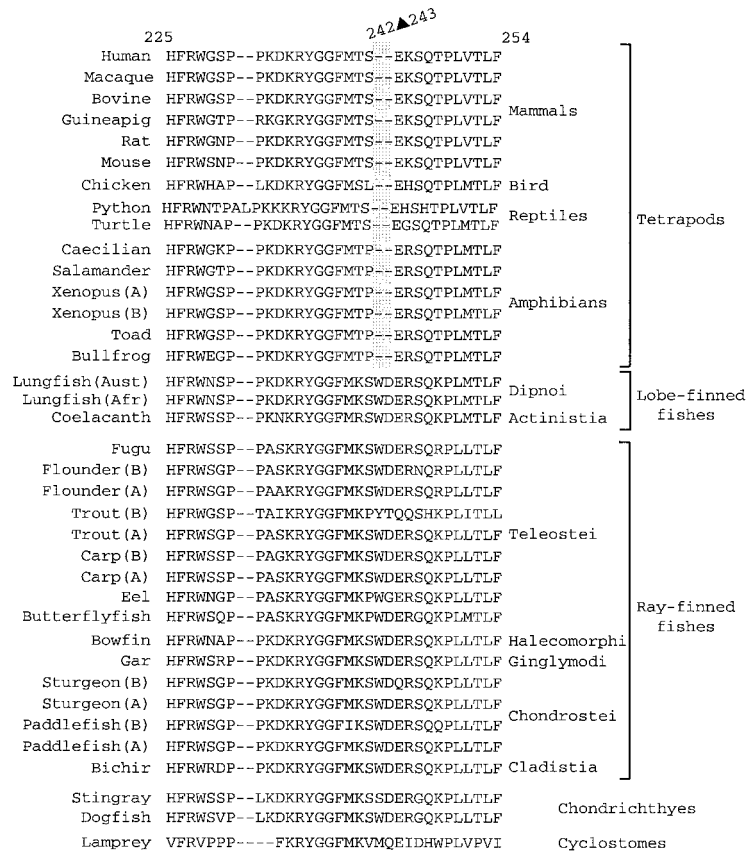 242▲243
225 254
Human HFRWGSP--PKDKRYGGFMTS--EKSQTPLVTLF
Macaque HFRWGSP--PKDKRYGGFMTS--EKSQTPLVTLF
Bovine HFRWGSP--PKDKRYGGFMTS--EKSQTPLVTLF
Guineapig HFRWGTP--RKGKRYGGFMTS--EKSQTPLVTLF
Rat HFRWGNP--PKDKRYGGFMTS--EKSQTPLVTLF
Mouse HFRWSNP--PKDKRYGGFMTS--EKSQTPLVTLF
Mammals
Chicken HFRWHAP--LKDKRYGGFMSL--EHSQTPLMTLF Bird
Python HFRWNTPALPKKKRYGGFMTS--EHSHTPLVTLF
Turtle HFRWNAP--PKDKRYGGFMTS--EGSQTPLMTLF
Reptiles
Caecilian HFRWGKP--PKDKRYGGFMTP--ERSQTPLMTLF
Salamander HFRWGTP--PKDKRYGGFMTP--ERSQTPLMTLF
Xenopus(A) HFRWGSP--PKDKRYGGFMTP--ERSQTPLMTLF
Xenopus(B) HFRWGSP--PKDKRYGGFMTP--ERSQTPLMTLF
Toad HFRWGSP--PKDKRYGGFMTP--ERSQTPLMTLF
Bullfrog HFRWEGP--PKDKRYGGFMTP--ERSQTPLMTLF
Amphibians
Tetrapods
Lungfish(Aust) HFRWNSP--PKDKRYGGFMKSWDERSQKPLMTLF
Lungfish(Afr) HFRWNSP--PKDKRYGGFMKSWDERSQKPLMTLF
Dipnoi
Coelacanth HFRWSSP--PKNKRYGGFMRSWDERSQKPLMTLF Actinistia
Lobe-finned
fishes
Fugu HFRWSSP--PASKRYGGFMKSWDERSQRPLLTLF
Flounder(B) HFRWSGP--PASKRYGGFMKSWDERNQRPLLTLF
Flounder(A) HFRWSGP--PAAKRYGGFMKSWDERSQRPLLTLF
Trout(B) HFRWSGS--TAIKRYGGFMKPYTQQSHKPLITLL
Trout(A) HFRWSGP--PASKRYGGFMKSWDERSQKPLLTLF
Carp(B) HFRWSSP--PAGKRYGGFMKSWDERSQKPLLTLF
Carp(A) HFRWSSP--PASKRYGGFMKSWDERSQKPLLTLF
Eel HFRWNGP--PASKRYGGFMKPWGERSQKPLLTLF
Butterflyfish HFRWSQP--PASKRYGGFMKPWDERGQKPLMTLF
Teleostei
Bowfin HFRWNAP--PKDKRYGGFMKSWDERSQKPLLTLF Halecomorphi
Gar HFRWSRP--PKDKRYGGFMKSWDERSQKPLLTLF Ginglymodi
Sturgeon(B) HFRWSGP--PKDKRYGGFMKSWDQRSQKPLLTLF
Sturgeon(A) HFRWSGP--PKDKRYGGFMKSWDERSQKPLLTLF
Paddlefish(B) HFRWSGP--PKDKRYGGFIKSWDERSQQPLLTLF
Paddlefish(A) HFRWSGP--PKDKRYGGFMKSWDERSQKPLLTLF
Chondrostei
Bichir HFRWRDP--PKDKRYGGFMKSWDERSQKPLLTLF Cladistia
Ray-finned
fishes
Stingray HFRWSSP--LKDKRYGGFMKSSDERGQKPLLTLF
Dogfish HFRWSVP--LKDKRYGGFMKSWDERGQKPLLTLF
Chondrichthyes
Lamprey VFRVPPP----FKRYGGFMKVMQEIDHWPLVPVI Cyclostomes